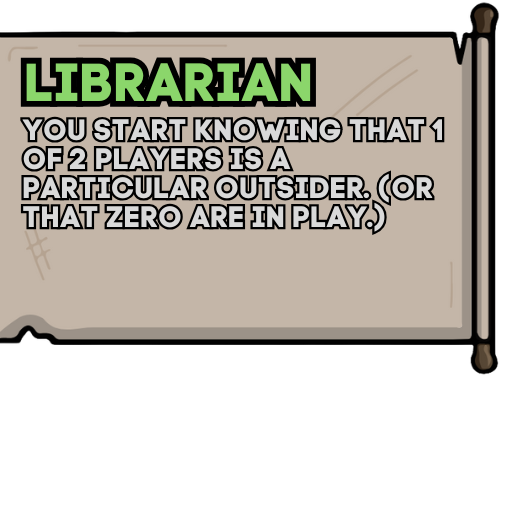 LIBRARIAN
YOU START KNOWING THAT 1
OF 2 PLAYERS IS A
PARTICULAR OUTSIDER. (OR
THAT ZERO ARE IN PLAY.)